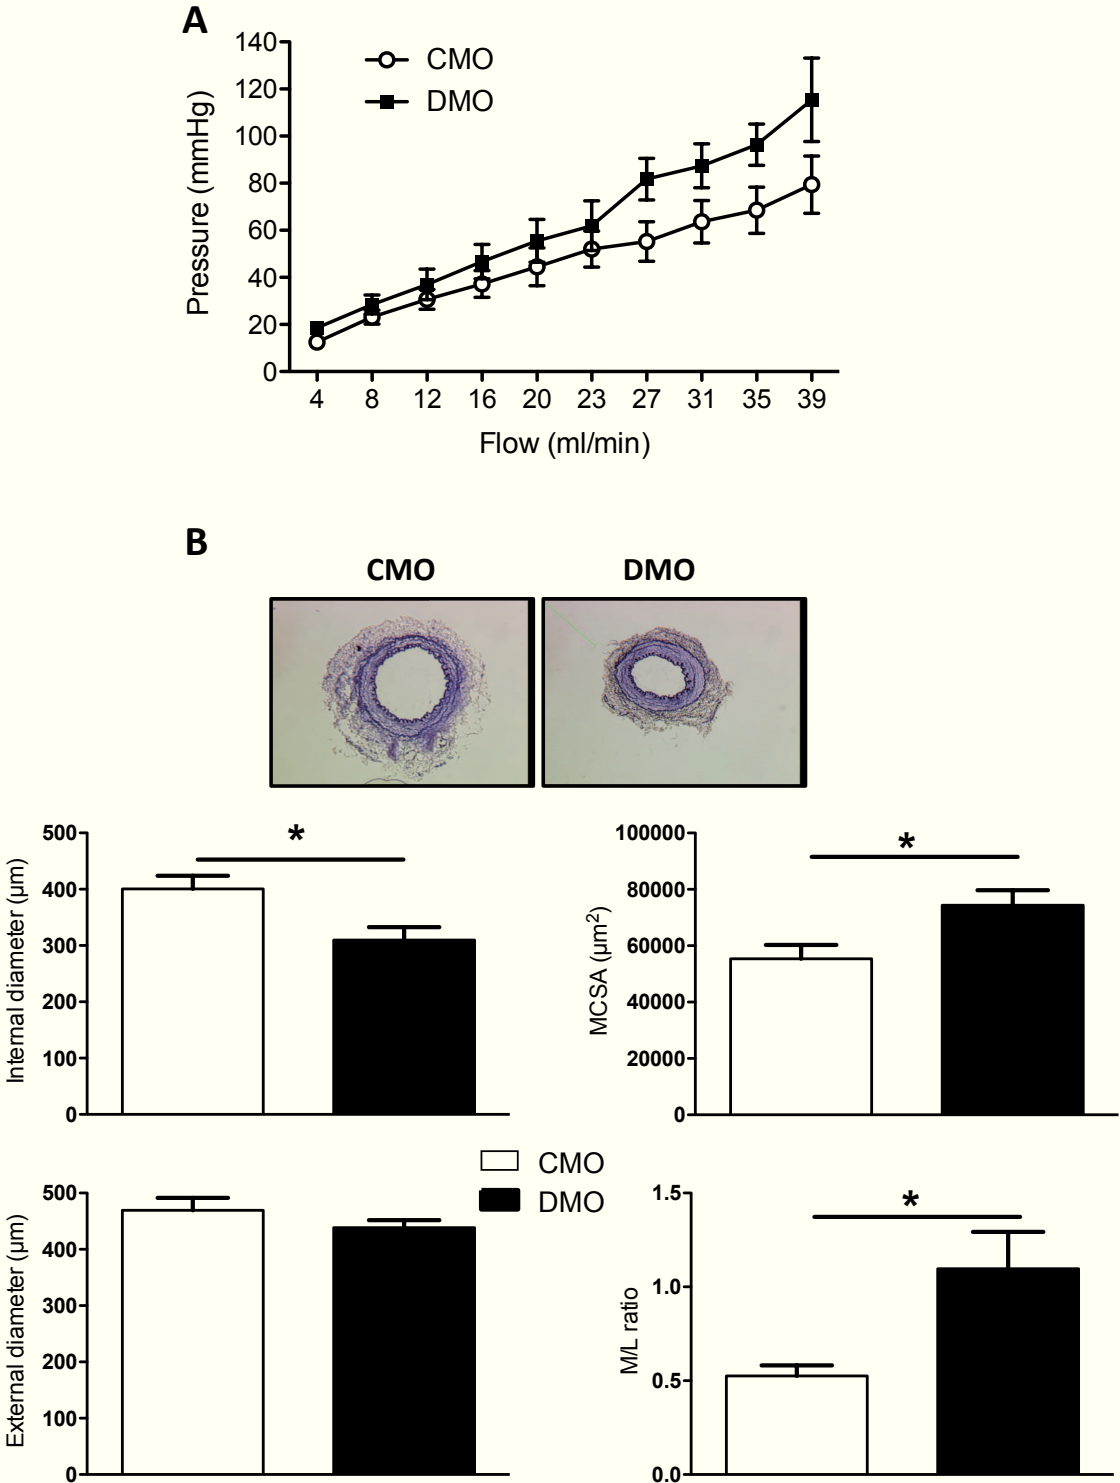 A
140
120
100
80
60
40
20
0
Pressure (mmHg)
CMO
DMO
4 8 12 16 20 23 27 31 35 39
Flow (ml/min)
B
CMO DMO
500
400
300
200
100
0
Internal diameter (µm)
*
100000
80000
60000
40000
20000
0
MCSA (µm²)
*
CMO
DMO
500
400
300
200
100
0
External diameter (µm)
1.5
1.0
0.5
0.0
M/L ratio
*